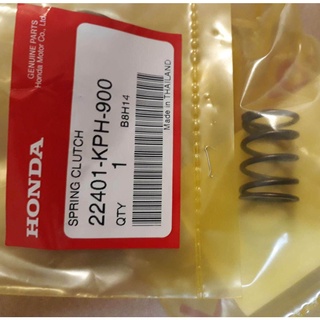 GENUINE PARTS
Honda Motor Co., Ltd.
HONDA
SPRING CLUTCH
22401-KPH-900
QTY 1
B8H14
Made in THAILAND